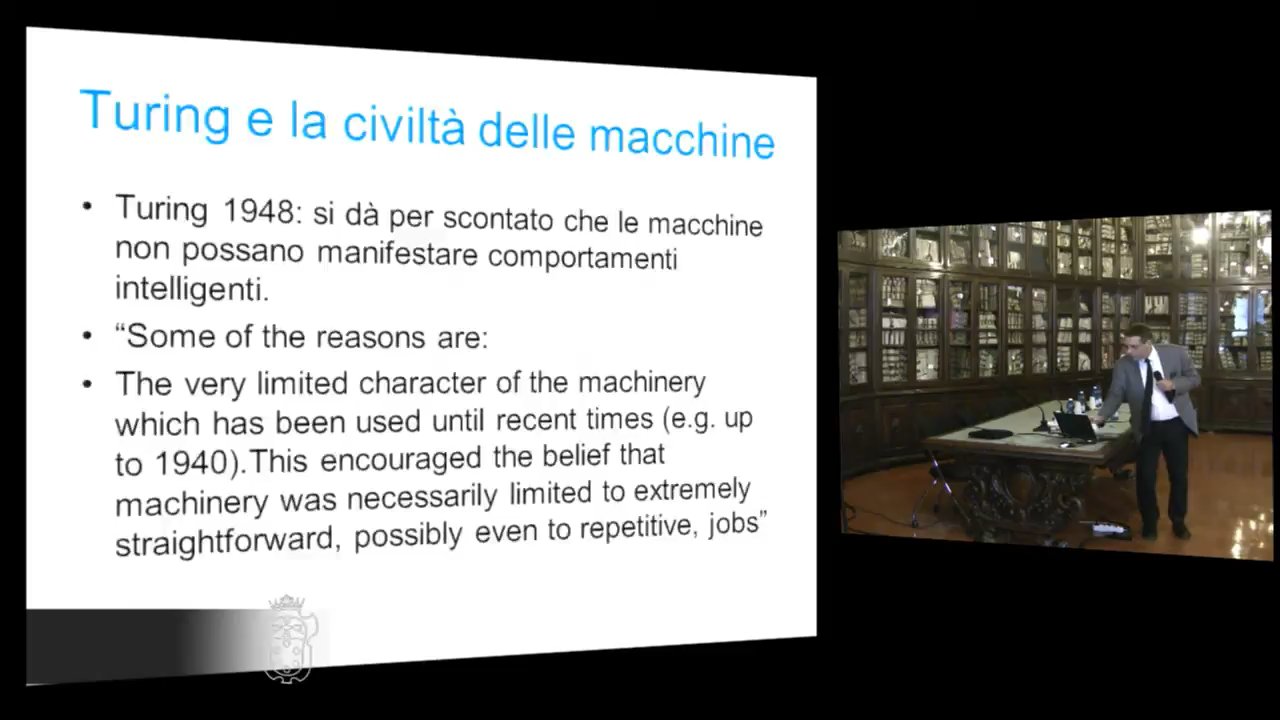 Turing e la civiltà delle macchine
• Turing 1948: si dà per scontato che le macchine
non possano manifestare comportamenti
intelligenti.
• “Some of the reasons are:
• The very limited character of the machinery
which has been used until recent times (e.g. up
to 1940).This encouraged the belief that
machinery was necessarily limited to extremely
straightforward, possibly even to repetitive, jobs”